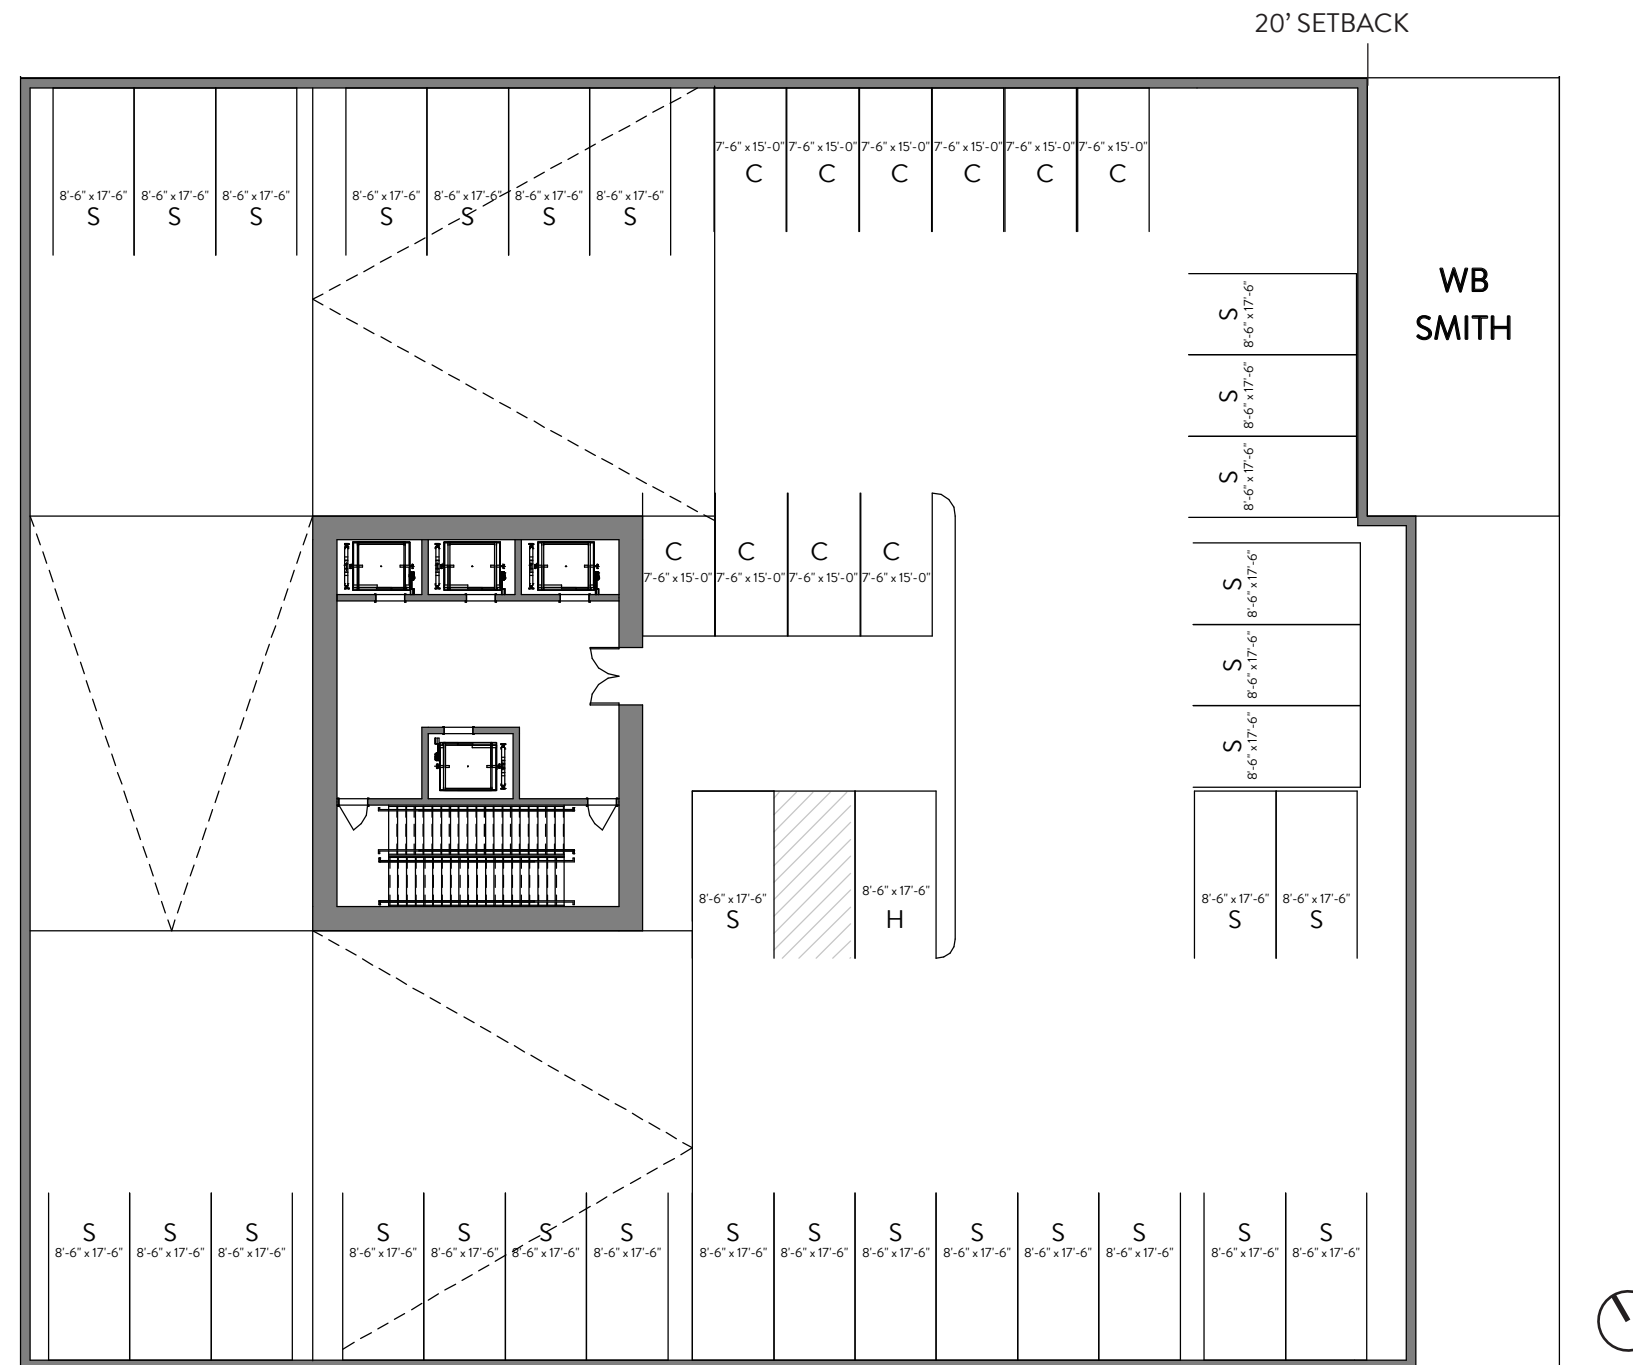 20’ SETBACK
7'-6" x 15'-0" 7'-6" x 15'-0" 7'-6" x 15'-0" 7'-6" x 15'-0" 7'-6" x 15'-0" 7'-6" x 15'-0"
C C C C C C
8'-6" x 17'-6" 8'-6" x 17'-6" 8'-6" x 17'-6" 8'-6" x 17'-6" 8'-6" x 17'-6" 8'-6" x 17'-6" 8'-6" x 17'-6"
S S S S S S S
WB
SMITH
S
8'-6" x 17'-6"
S
8'-6" x 17'-6"
S
8'-6" x 17'-6"
C C C C
7'-6" x 15'-0" 7'-6" x 15'-0" 7'-6" x 15'-0" 7'-6" x 15'-0"
S
8'-6" x 17'-6"
S
8'-6" x 17'-6"
S
8'-6" x 17'-6"
8'-6" x 17'-6"
S
8'-6" x 17'-6"
H
8'-6" x 17'-6" 8'-6" x 17'-6"
S S
S S S S S S S S S S S S S S S
8'-6" x 17'-6" 8'-6" x 17'-6" 8'-6" x 17'-6" 8'-6" x 17'-6" 8'-6" x 17'-6" 8'-6" x 17'-6" 8'-6" x 17'-6" 8'-6" x 17'-6" 8'-6" x 17'-6" 8'-6" x 17'-6" 8'-6" x 17'-6" 8'-6" x 17'-6" 8'-6" x 17'-6" 8'-6" x 17'-6" 8'-6" x 17'-6"